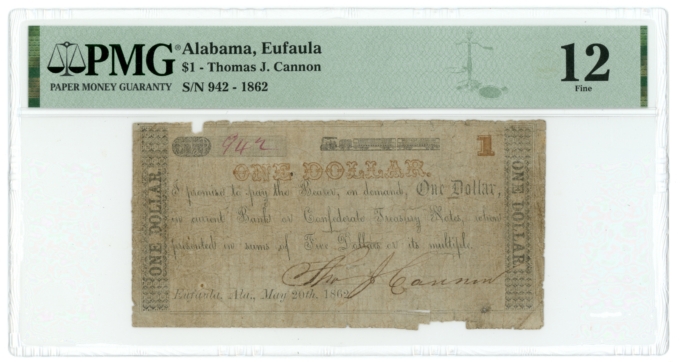 PMG Alabama, Eufaula 12
$1 - Thomas J. Cannon
PAPER MONEY GUARANTY S/N 942 - 1862 Fine
942 1
ONE DOLLAR.
I promise to pay the Bearer, on demand, One Dollar,
in current Bank or Confederate Treasury Notes, when
presented in sums of Five Dollars or its multiple.
Tho J Cannon
Eufaula, Ala., May 20th, 1862
ONE DOLLAR
ONE DOLLAR